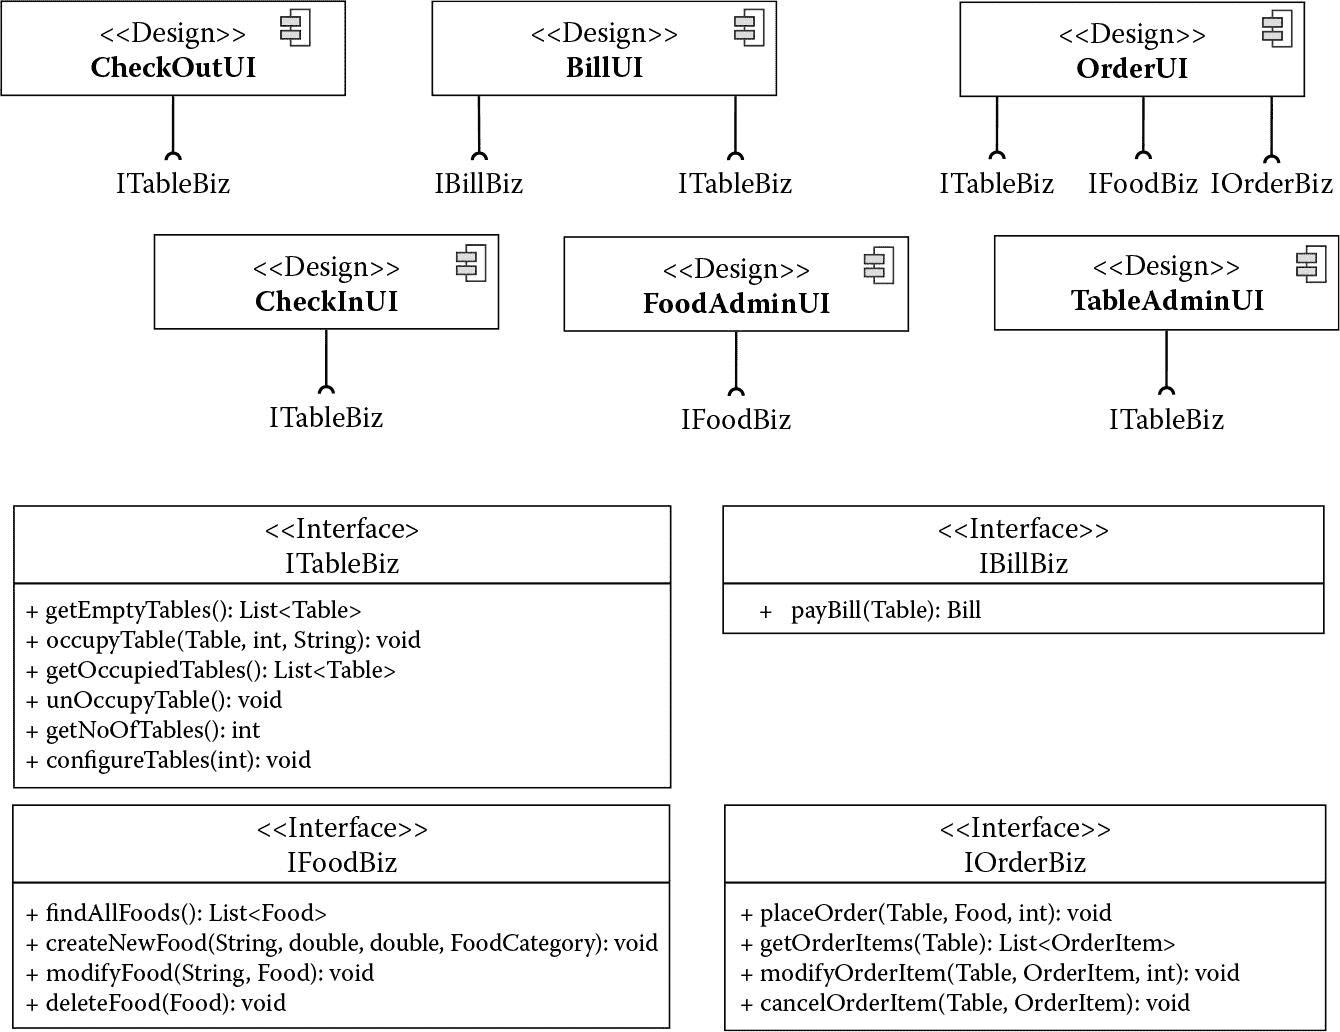 <<Design>>
CheckOutUI
ITableBiz
<<Design>>
BillUI
IBillBiz
ITableBiz
<<Design>>
OrderUI
ITableBiz
IFoodBiz
IOrderBiz
<<Design>>
CheckInUI
ITableBiz
<<Design>>
FoodAdminUI
IFoodBiz
<<Design>>
TableAdminUI
ITableBiz
<<Interface>
ITableBiz
+ getEmptyTables(): List<Table>
+ occupyTable(Table, int, String): void
+ getOccupiedTables(): List<Table>
+ unOccupyTable(): void
+ getNoOfTables(): int
+ configureTables(int): void
<<Interface>>
IBillBiz
+ payBill(Table): Bill
<<Interface>>
IFoodBiz
+ findAllFoods(): List<Food>
+ createNewFood(String, double, double, FoodCategory): void
+ modifyFood(String, Food): void
+ deleteFood(Food): void
<<Interface>>
IOrderBiz
+ placeOrder(Table, Food, int): void
+ getOrderItems(Table): List<OrderItem>
+ modifyOrderItem(Table, OrderItem, int): void
+ cancelOrderItem(Table, OrderItem): void